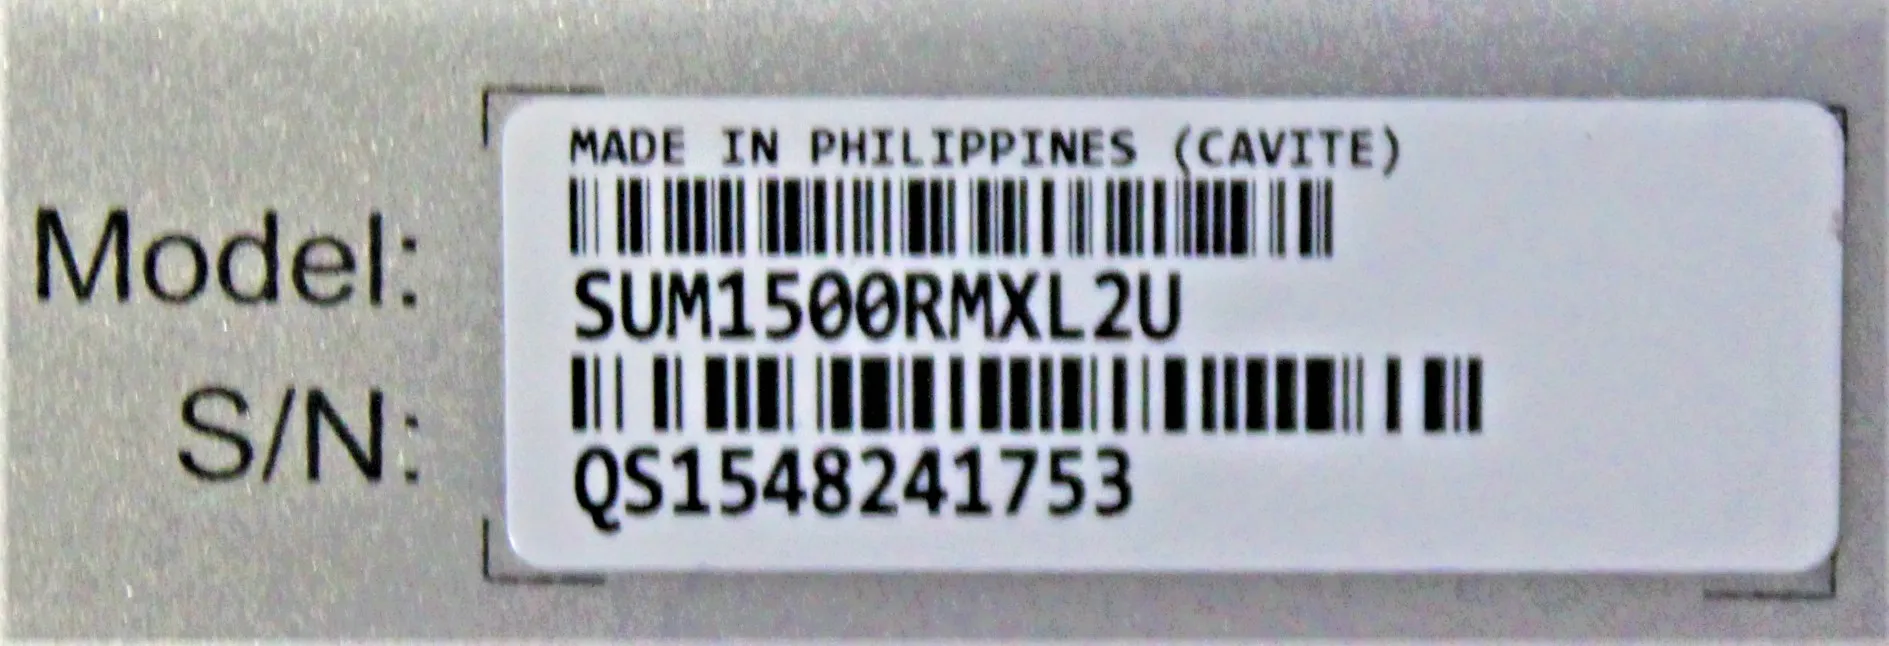 MADE IN PHILIPPINES (CAVITE)
Model: SUM1500RMXL2U
S/N: QS1548241753